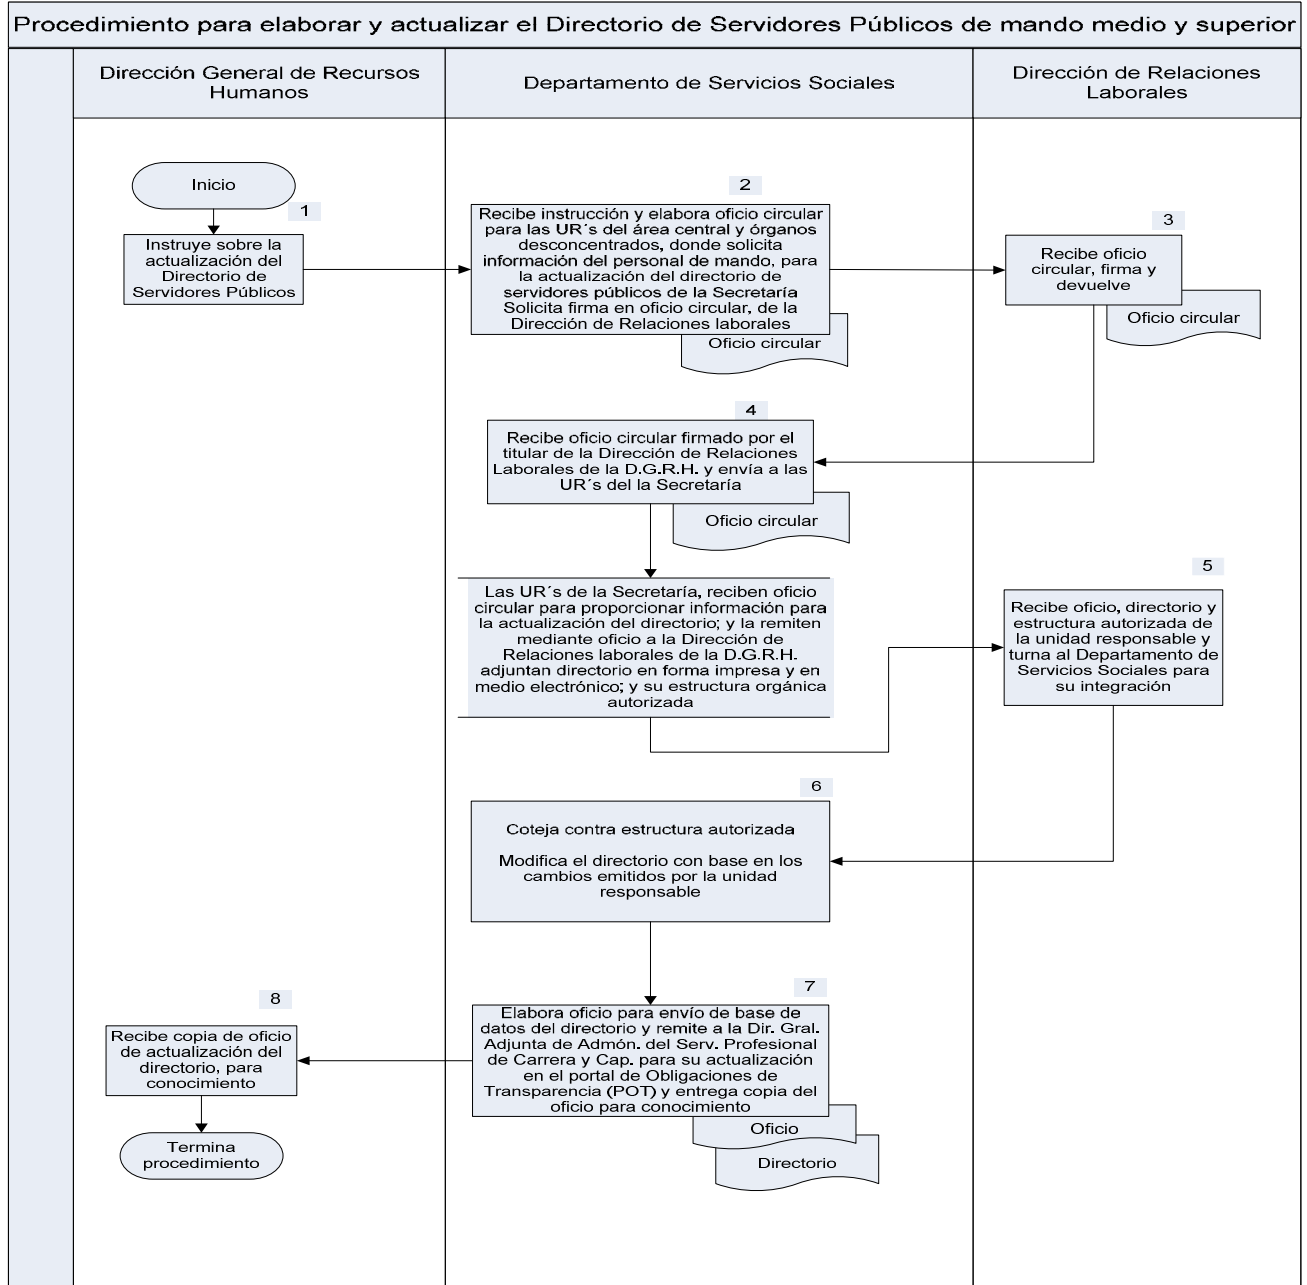 Procedimiento para elaborar y actualizar el Directorio de Servidores Públicos de mando medio y superior
Dirección General de Recursos
Humanos
Departamento de Servicios Sociales
Dirección de Relaciones
Laborales
Inicio
1
Instruye sobre la
actualización del
Directorio de
Servidores Públicos
2
Recibe instrucción y elabora oficio circular
para las UR´s del área central y órganos
desconcentrados, donde solicita
información del personal de mando, para
la actualización del directorio de
servidores públicos de la Secretaría
Solicita firma en oficio circular, de la
Dirección de Relaciones laborales
Oficio circular
3
Recibe oficio
circular, firma y
devuelve
Oficio circular
4
Recibe oficio circular firmado por el
titular de la Dirección de Relaciones
Laborales de la D.G.R.H. y envía a las
UR´s del la Secretaría
Oficio circular
Las UR´s de la Secretaría, reciben oficio
circular para proporcionar información para
la actualización del directorio; y la remiten
mediante oficio a la Dirección de
Relaciones laborales de la D.G.R.H.
adjuntan directorio en forma impresa y en
medio electrónico; y su estructura orgánica
autorizada
5
Recibe oficio, directorio y
estructura autorizada de
la unidad responsable y
turna al Departamento de
Servicios Sociales para
su integración
6
Coteja contra estructura autorizada
Modifica el directorio con base en los
cambios emitidos por la unidad
responsable
7
Elabora oficio para envío de base de
datos del directorio y remite a la Dir. Gral.
Adjunta de Admón. del Serv. Profesional
de Carrera y Cap. para su actualización
en el portal de Obligaciones de
Transparencia (POT) y entrega copia del
oficio para conocimiento
Oficio
Directorio
8
Recibe copia de oficio
de actualización del
directorio, para
conocimiento
Termina
procedimiento